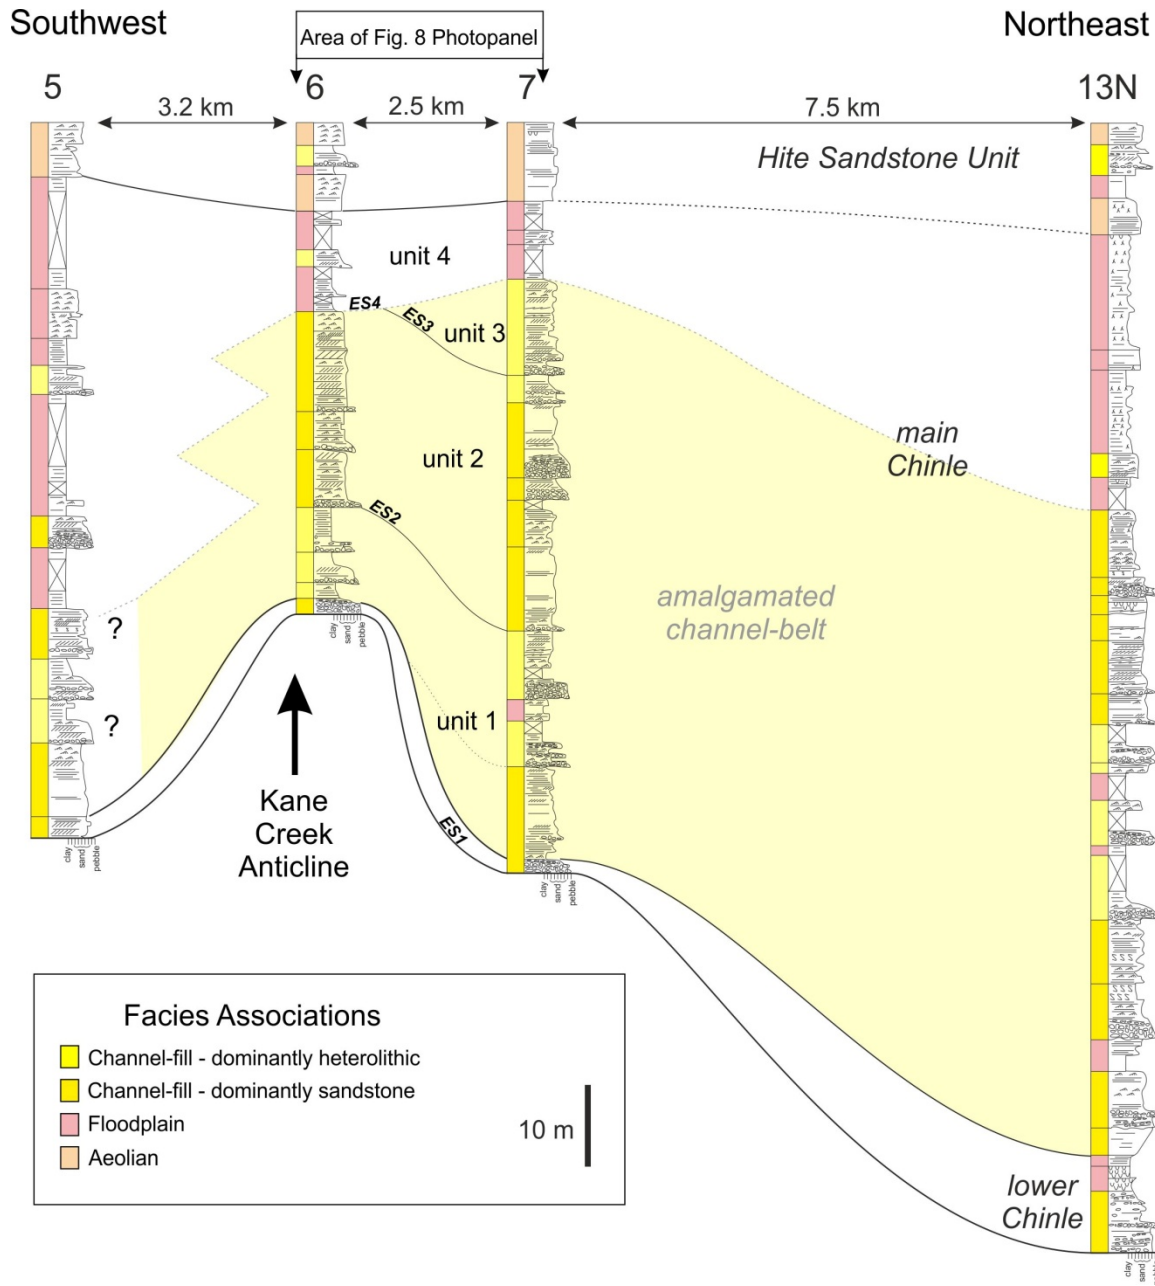 Southwest
Area of Fig. 8 Photopanel
Northeast
5
6
7
13N
3.2 km
2.5 km
7.5 km
Hite Sandstone Unit
unit 4
ES4
ES3
unit 3
main
Chinle
unit 2
ES2
amalgamated
channel-belt
?
?
clay
sand
pebble
unit 1
Kane
Creek
Anticline
ES1
clay
sand
pebble
clay
sand
pebble
lower
Chinle
Facies Associations
Channel-fill - dominantly heterolithic
Channel-fill - dominantly sandstone
Floodplain
Aeolian
10 m
clay
sand